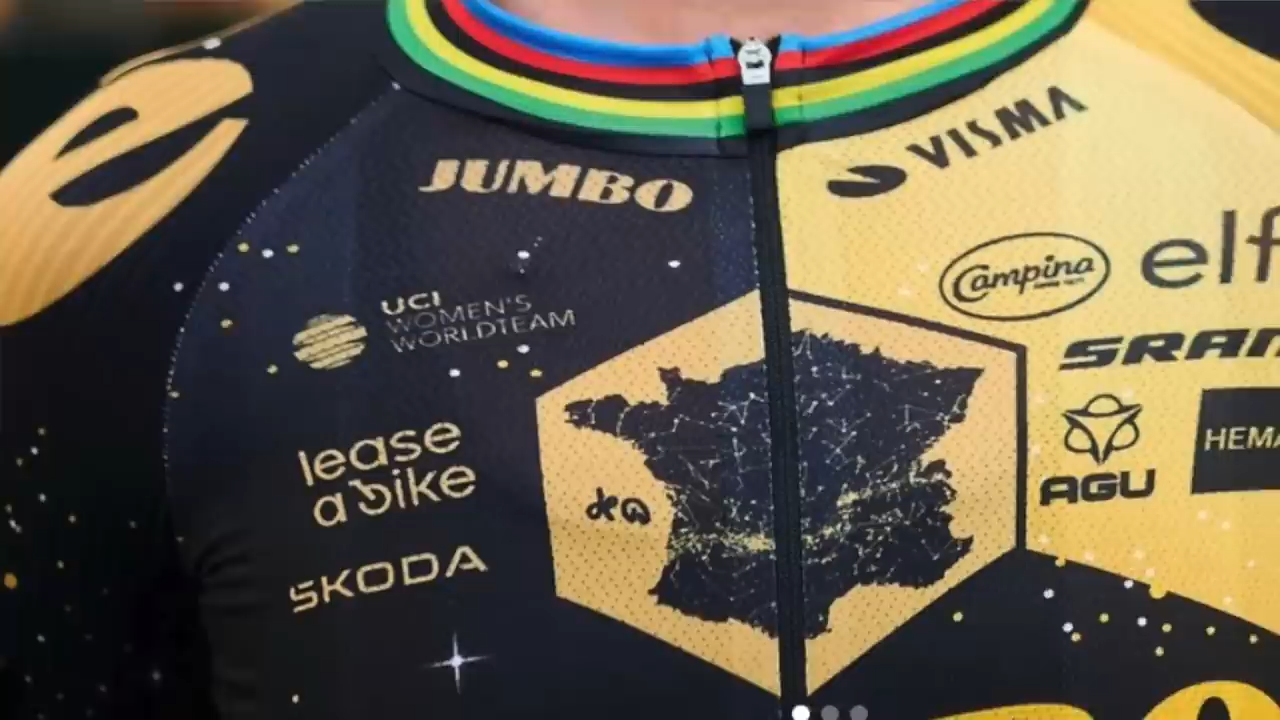 JUMBO
VISMA
Campina
elf
UCI
WOMEN'S
WORLDTEAM
SRAM
lease
a bike
AGU
HEMA
SKODA